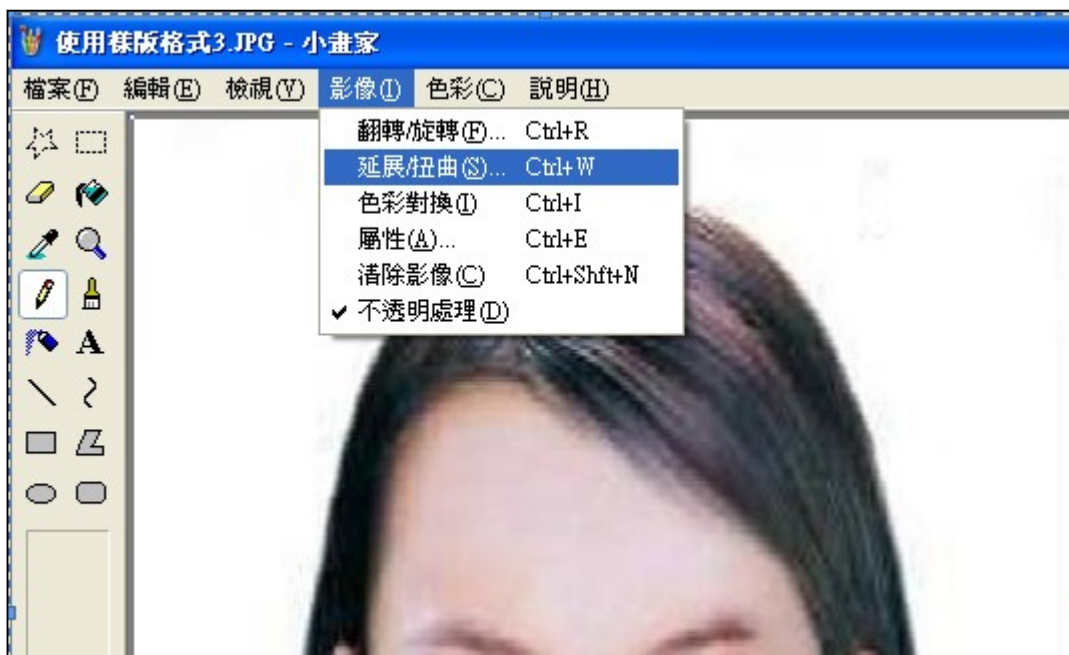 使用樣版格式3.JPG - 小畫家
檔案(F) 編輯(E) 檢視(V) 影像(I) 色彩(C) 說明(H)
翻轉/旋轉(F)... Ctrl+R
延展/扭曲(S)... Ctrl+W
色彩對換(I) Ctrl+I
屬性(A)... Ctrl+E
清除影像(C) Ctrl+Shft+N
不透明處理(D)
A